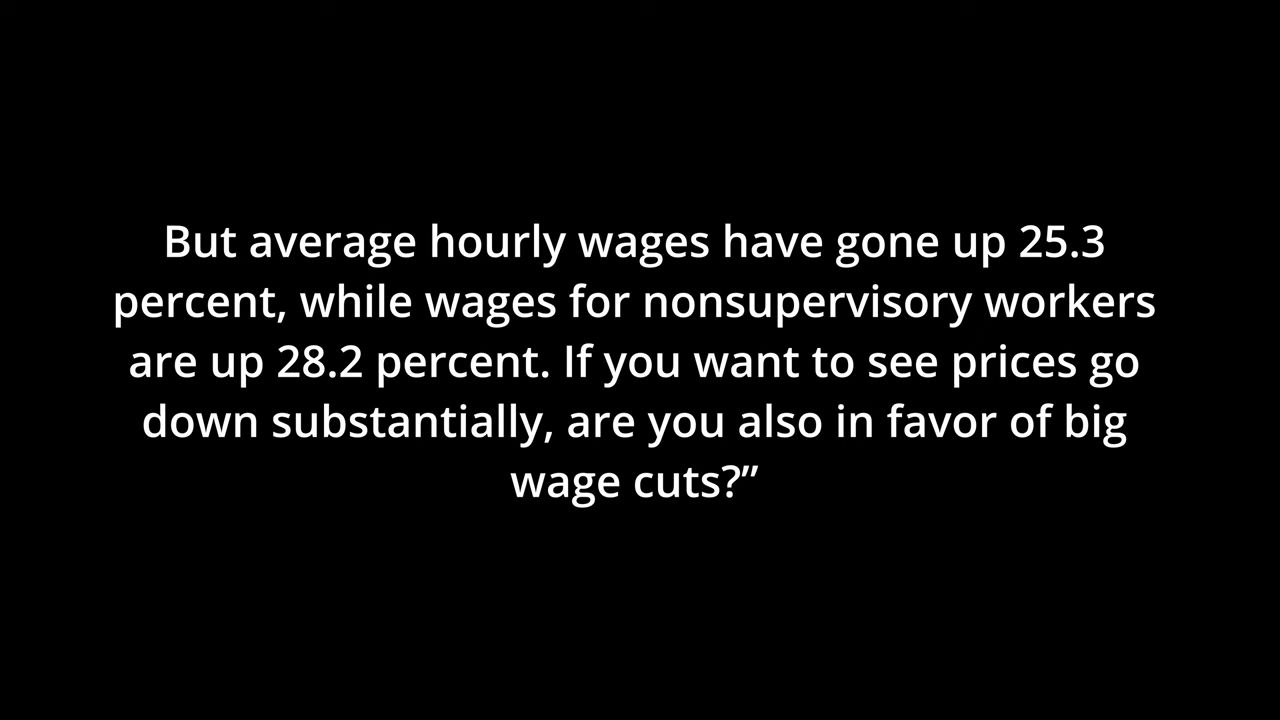 But average hourly wages have gone up 25.3
percent, while wages for nonsupervisory workers
are up 28.2 percent. If you want to see prices go
down substantially, are you also in favor of big
wage cuts?”